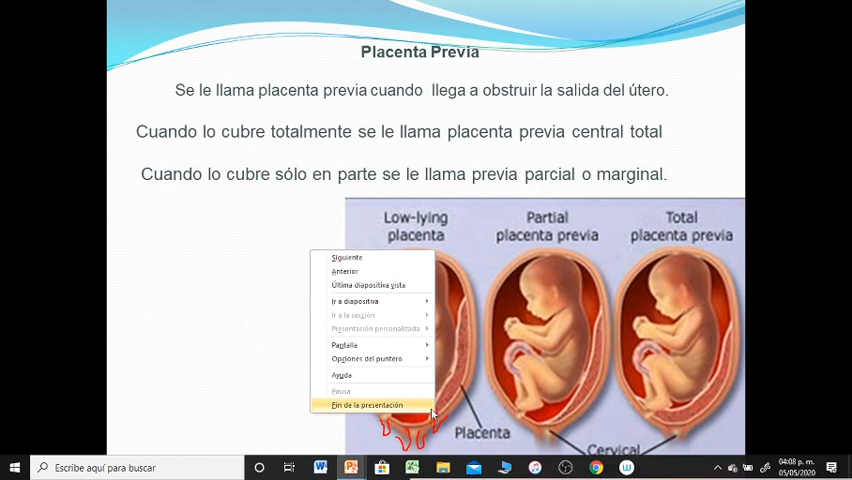 Placenta Previa
Se le llama placenta previa cuando llega a obstruir la salida del útero.
Cuando lo cubre totalmente se le llama placenta previa central total
Cuando lo cubre sólo en parte se le llama previa parcial o marginal.
Low-lying
placenta
Partial
placenta previa
Total
placenta previa
Siguiente
Anterior
Última diapositiva vista
Ir a diapositiva
Ir a la sección
Presentación personalizada
Pantalla
Opciones del puntero
Ayuda
Pausa
Fin de la presentación
Placenta
Cervical
Escribe aquí para buscar
04:08 p. m.
05/05/2020